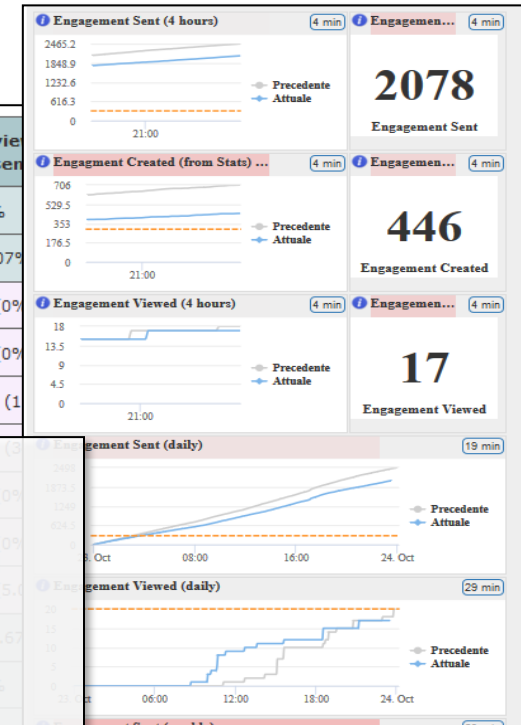 Engagement Sent (4 hours)
4 min
Engagemen...
4 min
2465.2
1848.9
1232.6
616.3
0
21:00
Precedente
Attuale
2078
Engagement Sent
Engagment Created (from Stats) ...
4 min
Engagemen...
4 min
706
529.5
353
176.5
0
21:00
Precedente
Attuale
446
Engagement Created
Engagement Viewed (4 hours)
4 min
Engagemen...
4 min
18
13.5
9
4.5
0
21:00
Precedente
Attuale
17
Engagement Viewed
Engagement Sent (daily)
19 min
08:00
16:00
24. Oct
Precedente
Attuale
Engagement Viewed (daily)
29 min
20
15
10
5
06:00
12:00
18:00
24. Oct
Precedente
Attuale